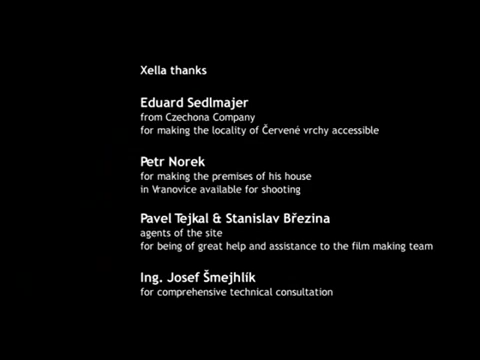 Xella thanks
Eduard Sedlmajer
from Czechona Company
for making the locality of Červené vrchy accessible
Petr Norek
for making the premises of his house
in Vranovice available for shooting
Pavel Tejkal & Stanislav Březina
agents of the site
for being of great help and assistance to the film making team
Ing. Josef Šmejhlík
for comprehensive technical consultation